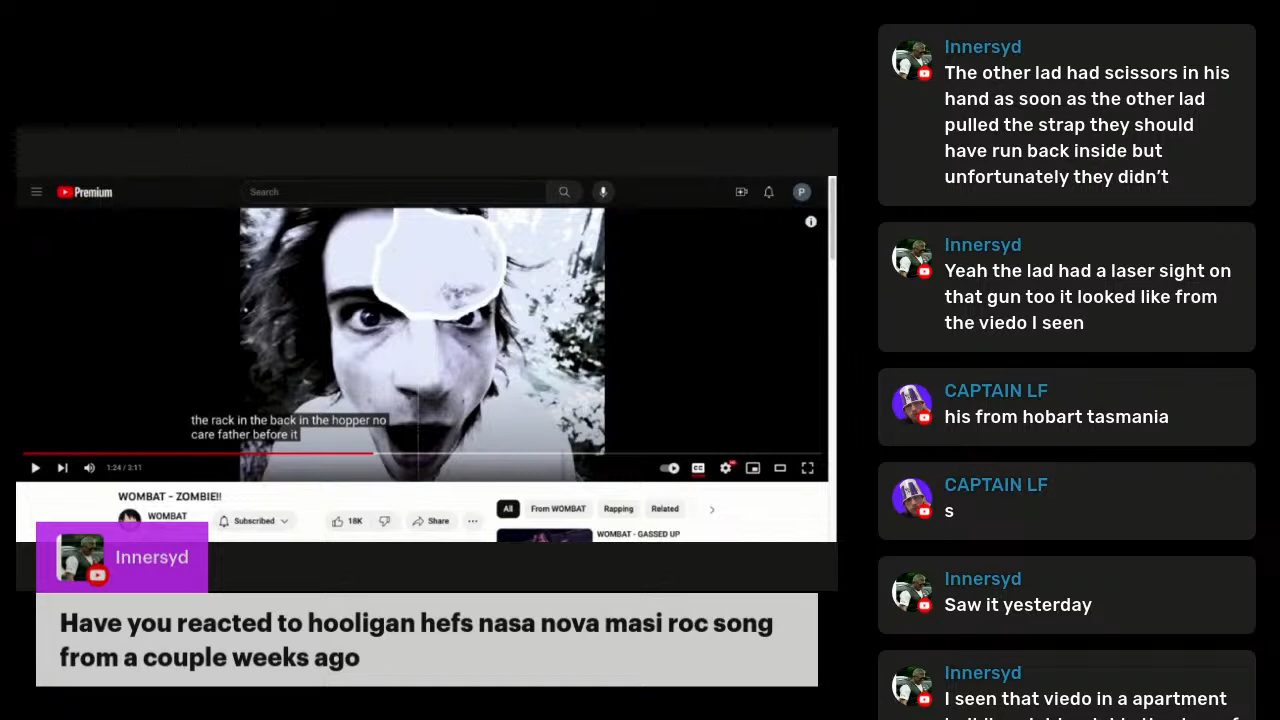 Premium
Search
P
the rack in the back in the hopper no
care father before it
1:24 / 3:11
CC
WOMBAT - ZOMBIE!!
WOMBAT
Subscribed
18K
Share
All
From WOMBAT
Rapping
Related
WOMBAT - GASSED UP
Innersyd
Have you reacted to hooligan hefs nasa nova masi roc song
from a couple weeks ago
Innersyd
The other lad had scissors in his
hand as soon as the other lad
pulled the strap they should
have run back inside but
unfortunately they didn’t
Innersyd
Yeah the lad had a laser sight on
that gun too it looked like from
the viedo I seen
CAPTAIN LF
his from hobart tasmania
CAPTAIN LF
s
Innersyd
Saw it yesterday
Innersyd
I seen that viedo in a apartment